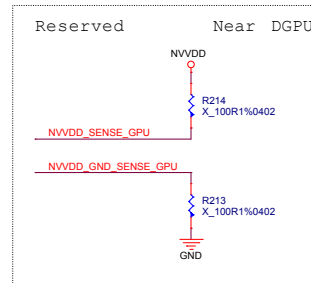 Reserved Near DGPU
NVVDD
R214
X_100R1%0402
NVVDD_SENSE_GPU
NVVDD_GND_SENSE_GPU
R213
X_100R1%0402
GND